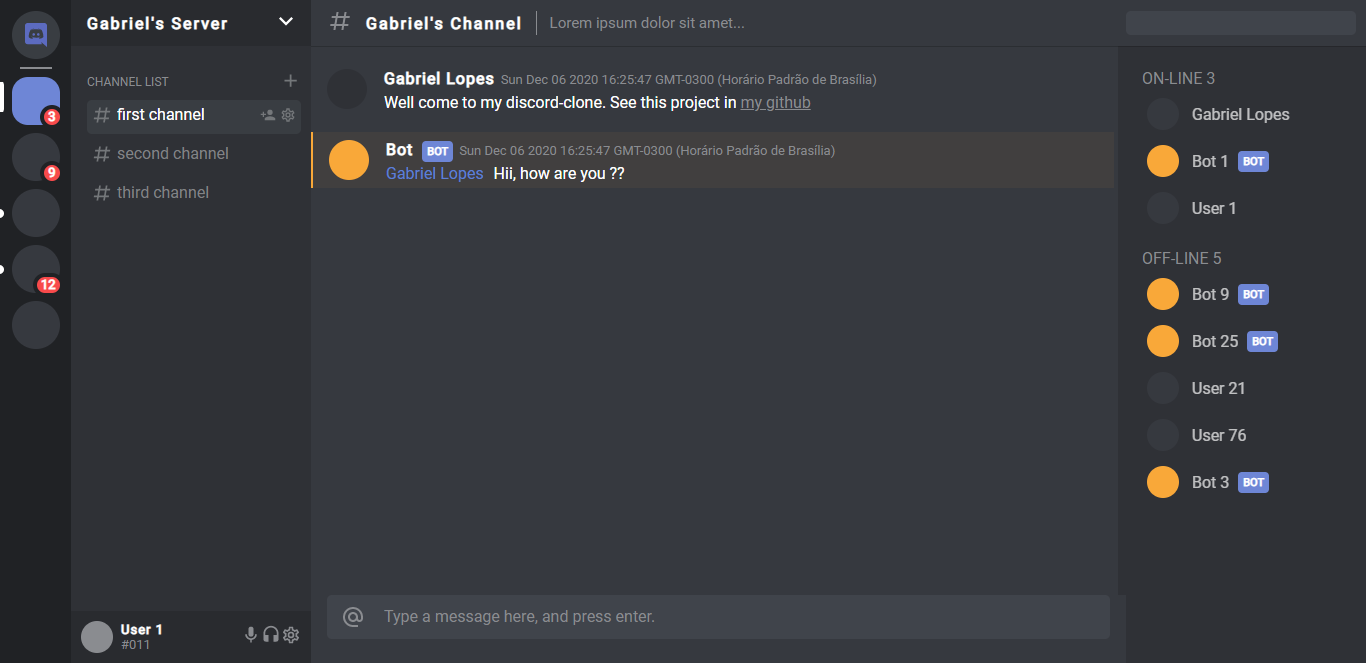 Gabriel's Server
3
9
12
CHANNEL LIST
first channel
second channel
third channel
User 1
#011
Gabriel's Channel Lorem ipsum dolor sit amet...
Gabriel Lopes Sun Dec 06 2020 16:25:47 GMT-0300 (Horário Padrão de Brasília)
Well come to my discord-clone. See this project in my github
Bot BOT Sun Dec 06 2020 16:25:47 GMT-0300 (Horário Padrão de Brasília)
Gabriel Lopes Hii, how are you ??
Type a message here, and press enter.
ON-LINE 3
Gabriel Lopes
Bot 1 BOT
User 1
OFF-LINE 5
Bot 9 BOT
Bot 25 BOT
User 21
User 76
Bot 3 BOT